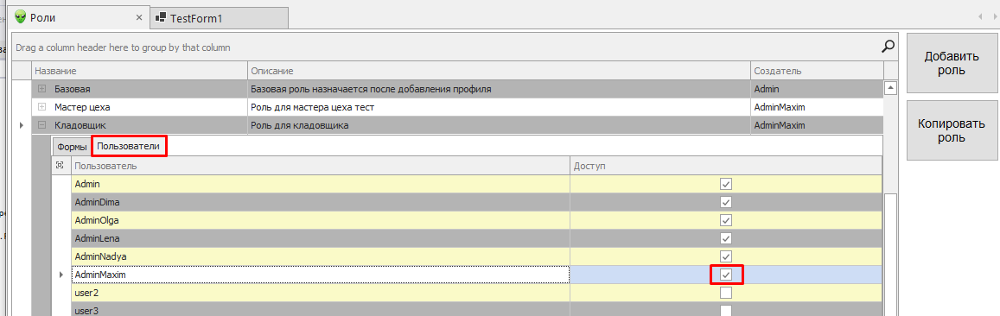 Роли × TestForm1
Drag a column header here to group by that column
Добавить роль
Название Описание Создатель
Базовая Базовая роль назначается после добавления профиля Admin
Мастер цеха Роль для мастера цеха тест AdminMaxim
Кладовщик Роль для кладовщика AdminMaxim
Копировать роль
Формы Пользователи
Пользователь Доступ
Admin
AdminDima
AdminOlga
AdminLena
AdminNadya
AdminMaxim
user2
user3